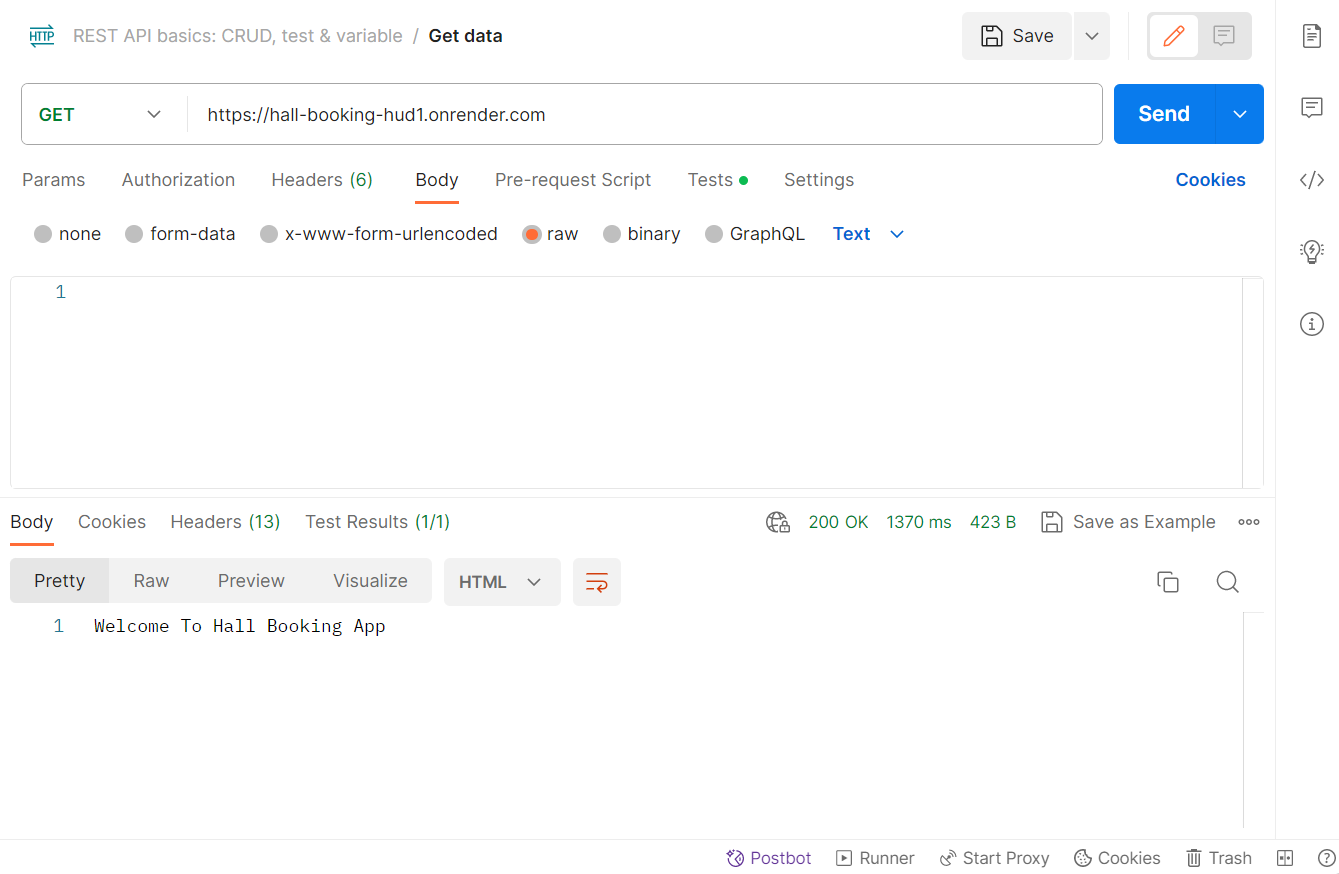 HTTP REST API basics: CRUD, test & variable / Get data Save
GET https://hall-booking-hud1.onrender.com Send
Params Authorization Headers (6) Body Pre-request Script Tests Settings Cookies
none form-data x-www-form-urlencoded raw binary GraphQL Text
1
Body Cookies Headers (13) Test Results (1/1) 200 OK 1370 ms 423 B Save as Example
Pretty Raw Preview Visualize HTML
1 Welcome To Hall Booking App
Postbot Runner Start Proxy Cookies Trash